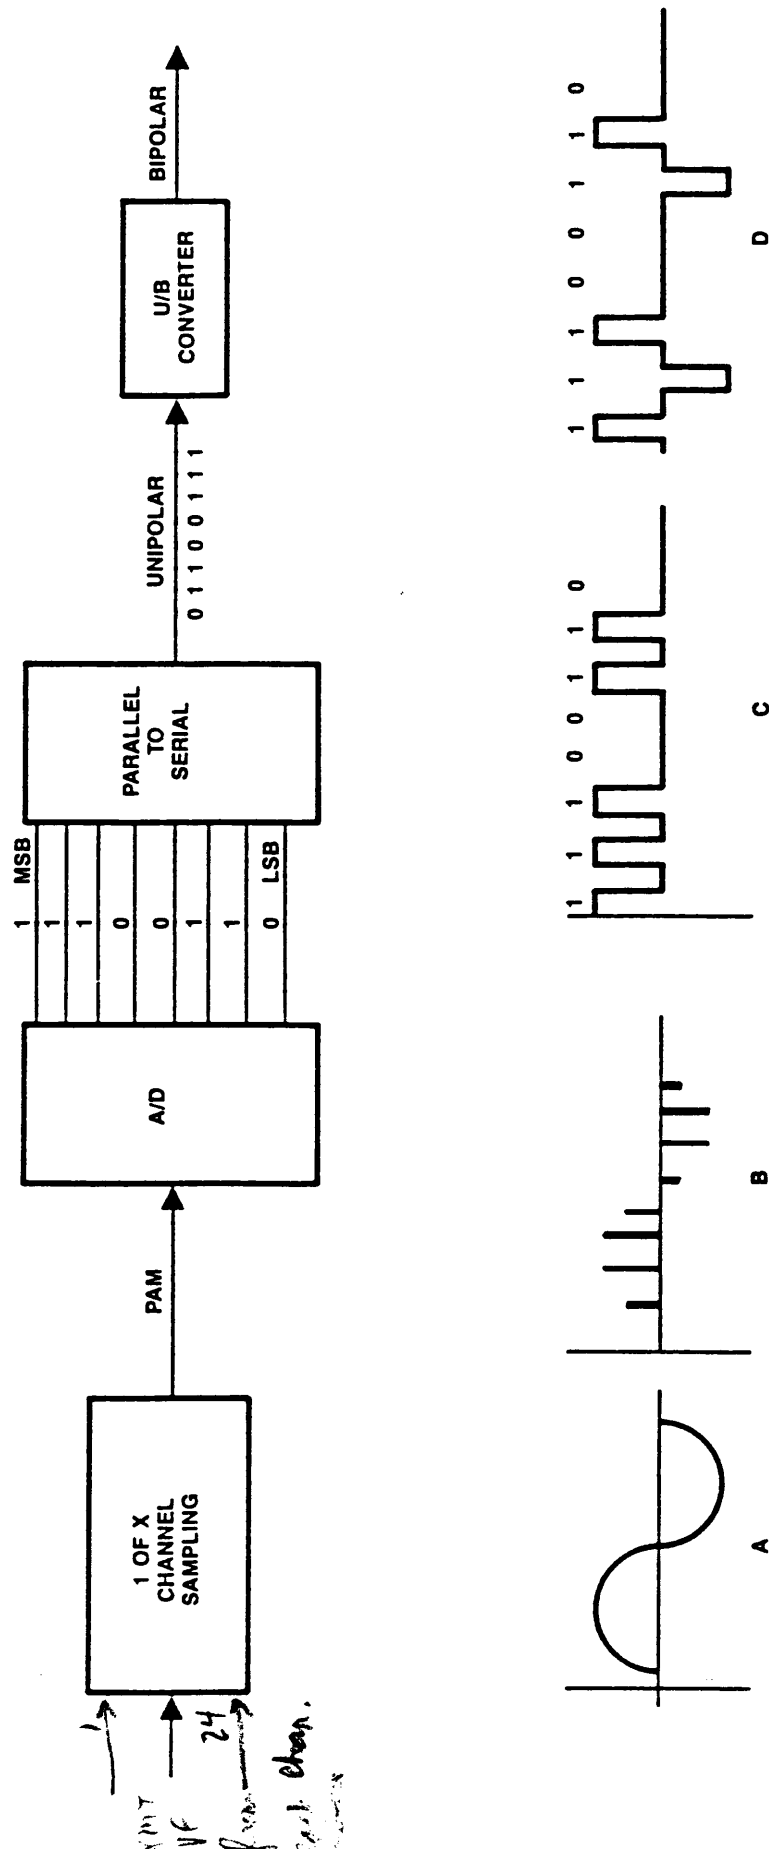 1 OF X
CHANNEL
SAMPLING
PAM
A/D
1 MSB
1
1
0
0
1
1
0 LSB
PARALLEL
TO
SERIAL
UNIPOLAR
0 1 1 0 0 1 1 1
U/B
CONVERTER
BIPOLAR
1
24
VF
chan.
A
B
1 1 1 0 0 1 1 0
C
1 1 1 0 0 1 1 0
D